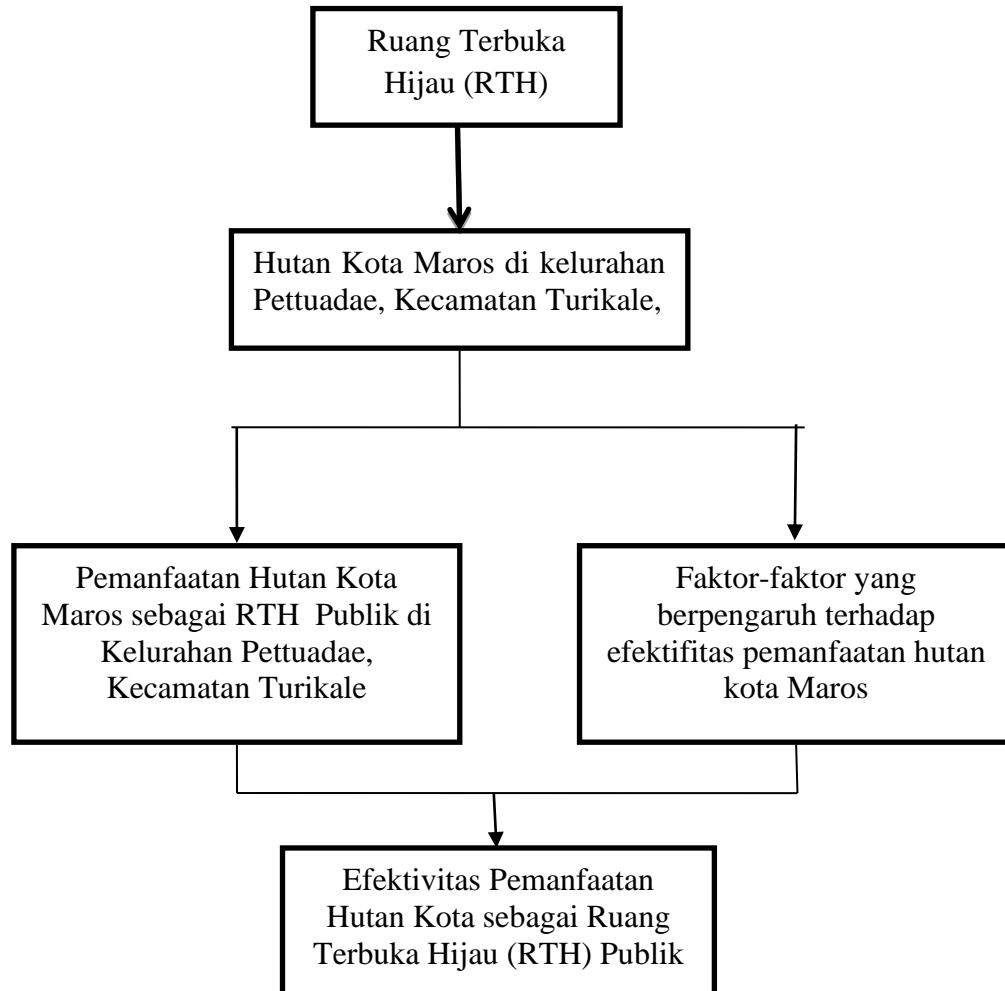 Ruang Terbuka
Hijau (RTH)
Hutan Kota Maros di kelurahan
Pettuadae, Kecamatan Turikale,
Pemanfaatan Hutan Kota
Maros sebagai RTH Publik di
Kelurahan Pettuadae,
Kecamatan Turikale
Faktor-faktor yang
berpengaruh terhadap
efektifitas pemanfaatan hutan
kota Maros
Efektivitas Pemanfaatan
Hutan Kota sebagai Ruang
Terbuka Hijau (RTH) Publik